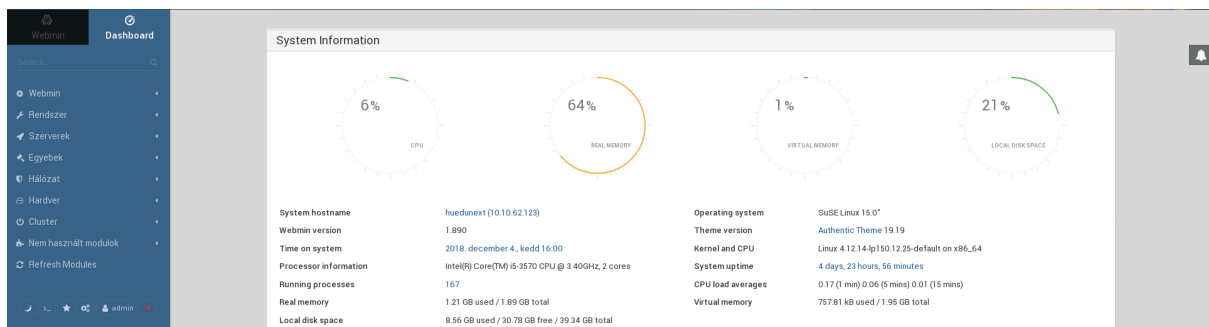 Webmin
Dashboard
Search
Webmin
Rendszer
Szerverek
Egyebek
Hálózat
Hardver
Cluster
Nem használt modulok
Refresh Modules
admin
System Information
6%
CPU
64%
REAL MEMORY
1%
VIRTUAL MEMORY
21%
LOCAL DISK SPACE
System hostname huedunext (10.10.62.123) Operating system SuSE Linux 15.0"
Webmin version 1.890 Theme version Authentic Theme 19.19
Time on system 2018. december 4., kedd 16:00 Kernel and CPU Linux 4.12.14-lp150.12.25-default on x86_64
Processor information Intel(R) Core(TM) i5-3570 CPU @ 3.40GHz, 2 cores System uptime 4 days, 23 hours, 56 minutes
Running processes 167 CPU load averages 0.17 (1 min) 0.06 (5 mins) 0.01 (15 mins)
Real memory 1.21 GB used / 1.89 GB total Virtual memory 757.81 kB used / 1.95 GB total
Local disk space 8.56 GB used / 30.78 GB free / 39.34 GB total